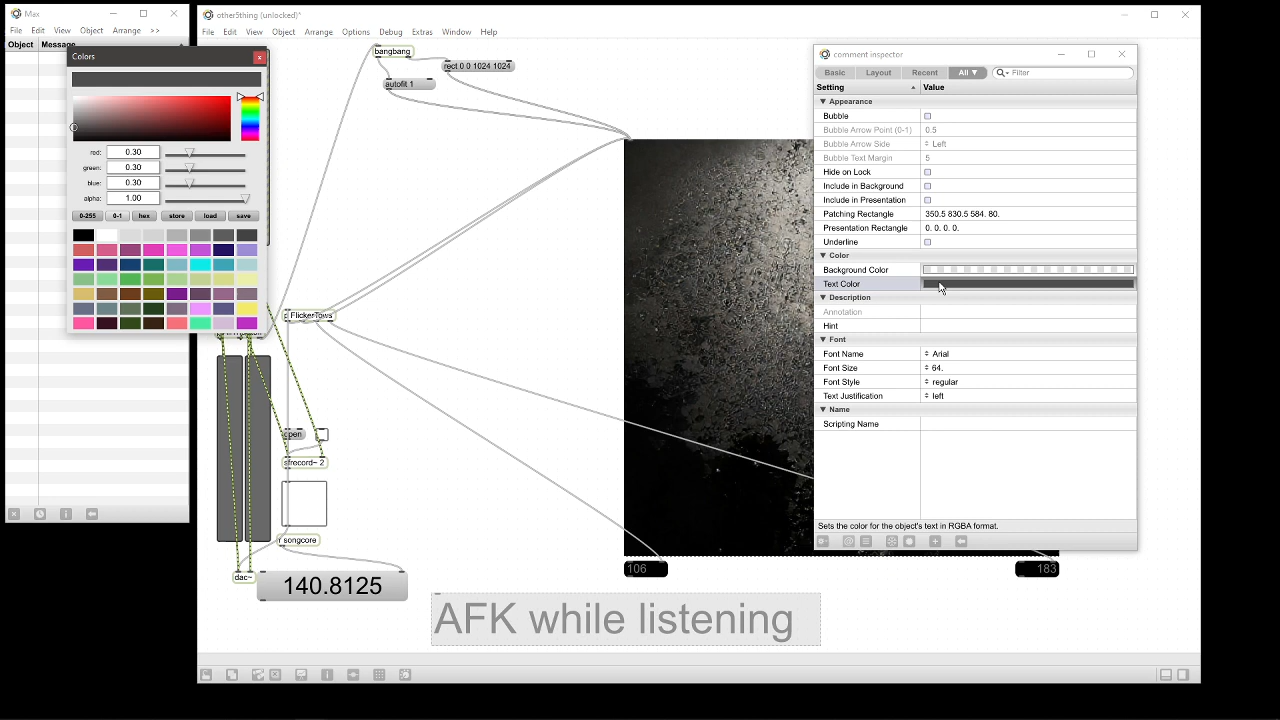 Max
File Edit View Object Arrange >>
Object Message
Colors
red: 0.30
green: 0.30
blue: 0.30
alpha: 1.00
0-255 0-1 hex store load save
other5thing (unlocked)*
File Edit View Object Arrange Options Debug Extras Window Help
bangbang
rect 0 0 1024 1024
autofit 1
p FlickerTows
open
sfrecord~ 2
r songcore
dac~
140.8125
106
183
AFK while listening
comment inspector
Basic Layout Recent All ▼ Filter
Setting Value
Appearance
Bubble
Bubble Arrow Point (0-1) 0.5
Bubble Arrow Side Left
Bubble Text Margin 5
Hide on Lock
Include in Background
Include in Presentation
Patching Rectangle 350.5 830.5 584. 80.
Presentation Rectangle 0. 0. 0. 0.
Underline
Color
Background Color
Text Color
Description
Annotation
Hint
Font
Font Name Arial
Font Size 64.
Font Style regular
Text Justification left
Name
Scripting Name
Sets the color for the object's text in RGBA format.